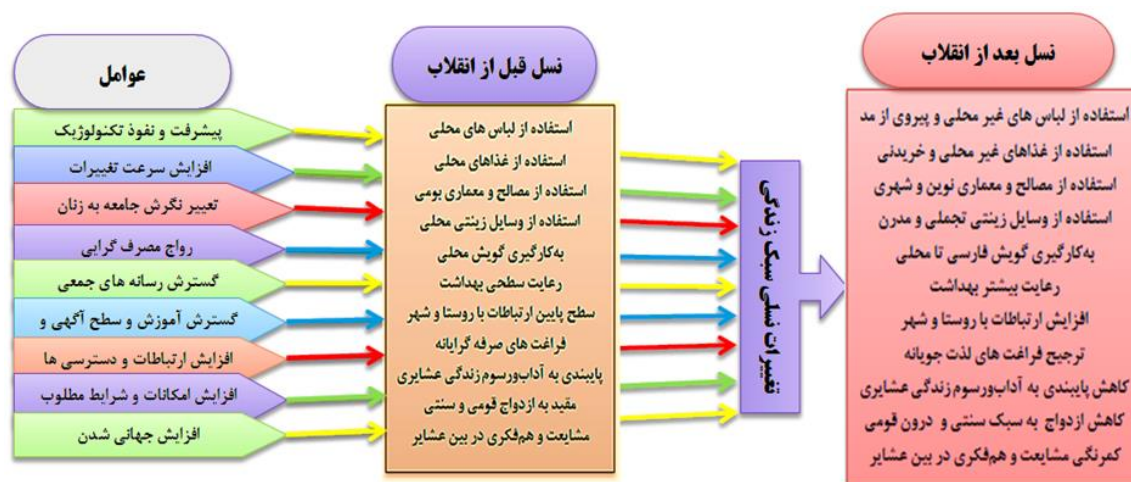 عوامل
پیشرفت و نفوذ تکنولوژیک
افزایش سرعت تغییرات
تغییر نگرش جامعه به زنان
رواج مصرف گرایی
گسترش رسانه های جمعی
گسترش آموزش و سطح آگهی و
افزایش ارتباطات و دسترسی ها
افزایش امکانات و شرایط مطلوب
افزایش جهانی شدن
نسل قبل از انقلاب
استفاده از لباس های محلی
استفاده از غذاهای محلی
استفاده از مصالح و معماری بومی
استفاده از وسایل زینتی محلی
به‌کارگیری گویش محلی
رعایت سطحی بهداشت
سطح پایین ارتباطات با روستا و شهر
فراغت های صرفه گرایانه
پایبندی به آداب‌ورسوم زندگی عشایری
مقید به ازدواج قومی و سنتی
مشایعت و هم‌فکری در بین عشایر
تغییرات نسلی سبک زندگی
نسل بعد از انقلاب
استفاده از لباس های غیر محلی و پیروی از مد
استفاده از غذاهای غیر محلی و خریدنی
استفاده از مصالح و معماری نوین و شهری
استفاده از وسایل زینتی تجملی و مدرن
به‌کارگیری گویش فارسی تا محلی
رعایت بیشتر بهداشت
افزایش ارتباطات با روستا و شهر
ترجیح فراغت های لذت جویانه
کاهش پایبندی به آداب‌ورسوم زندگی عشایری
کاهش ازدواج به سبک سنتی و درون قومی
کمرنگی مشایعت و هم‌فکری در بین عشایر